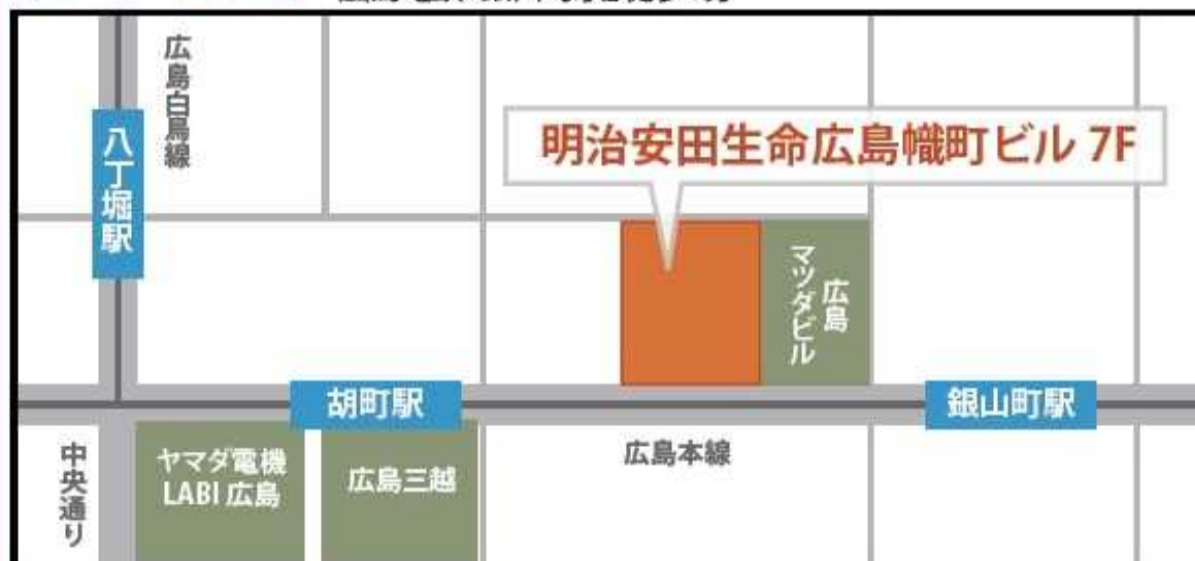 広島白島線
八丁堀駅
明治安田生命広島幟町ビル 7F
広島
マツダビル
胡町駅
銀山町駅
中央通り
ヤマダ電機
LABI 広島
広島三越
広島本線